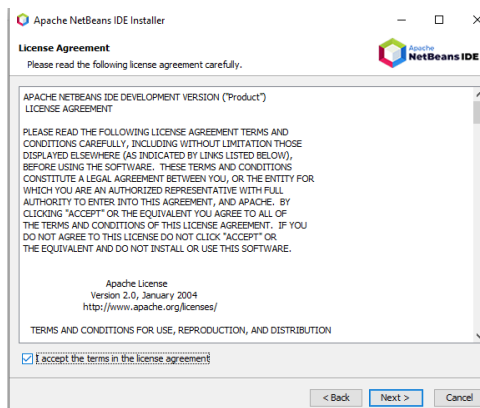 Apache NetBeans IDE Installer
License Agreement
Please read the following license agreement carefully.
Apache
NetBeans IDE
APACHE NETBEANS IDE DEVELOPMENT VERSION ("Product")
LICENSE AGREEMENT
PLEASE READ THE FOLLOWING LICENSE AGREEMENT TERMS AND
CONDITIONS CAREFULLY, INCLUDING WITHOUT LIMITATION THOSE
DISPLAYED ELSEWHERE (AS INDICATED BY LINKS LISTED BELOW),
BEFORE USING THE SOFTWARE.  THESE TERMS AND CONDITIONS
CONSTITUTE A LEGAL AGREEMENT BETWEEN YOU, OR THE ENTITY FOR
WHICH YOU ARE AN AUTHORIZED REPRESENTATIVE WITH FULL
AUTHORITY TO ENTER INTO THIS AGREEMENT, AND APACHE.  BY
CLICKING "ACCEPT" OR THE EQUIVALENT YOU AGREE TO ALL OF
THE TERMS AND CONDITIONS OF THIS LICENSE AGREEMENT.  IF YOU
DO NOT AGREE TO THIS LICENSE DO NOT CLICK "ACCEPT" OR
THE EQUIVALENT AND DO NOT INSTALL OR USE THIS SOFTWARE.
Apache License
Version 2.0, January 2004
http://www.apache.org/licenses/
TERMS AND CONDITIONS FOR USE, REPRODUCTION, AND DISTRIBUTION
I accept the terms in the license agreement
< Back Next > Cancel